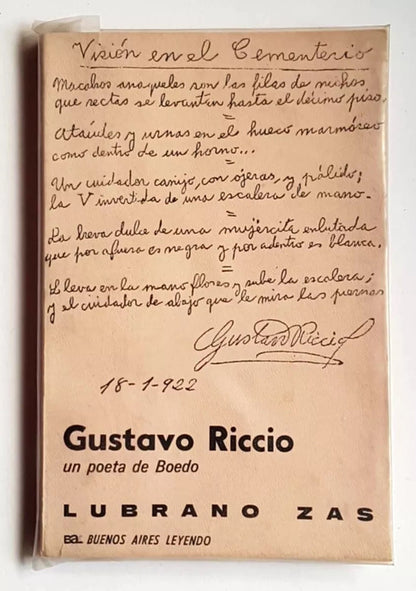 Visión en el Cementerio
Macabros anaqueles son las filas de nichos
que rectas se levantan hasta el décimo piso.
=
Ataúdes y urnas en el hueco marmóreo
como dentro de un horno...
=
Un cuidador canijo, con ojeras, y pálido;
la V invertida de una escalera de mano.
=
La breva dulce de una mujercita enlutada
que por afuera es negra y por adentro es blanca.
=
Lleva en la mano flores y sube la escalera;
y el cuidador de abajo que le mira las piernas
Gustavo Riccio
18-1-922
Gustavo Riccio
un poeta de Boedo
LUBRANO ZAS
BAL BUENOS AIRES LEYENDO